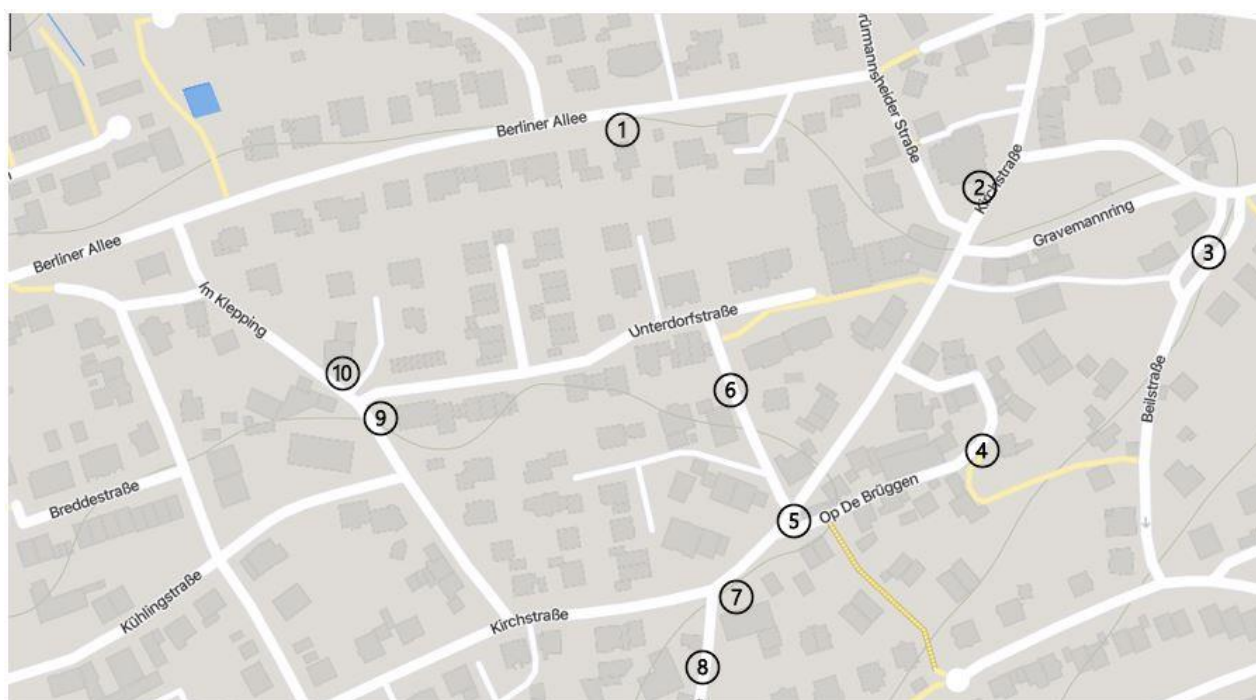 rürmannsheider Straße
Berliner Allee
1
2
Kirchstraße
Gravemannring
3
Berliner Allee
Im Klepping
Unterdorfstraße
10
6
9
Beilstraße
4
Breddestraße
Op De Brüggen
5
Kühlingstraße
Kirchstraße
7
8